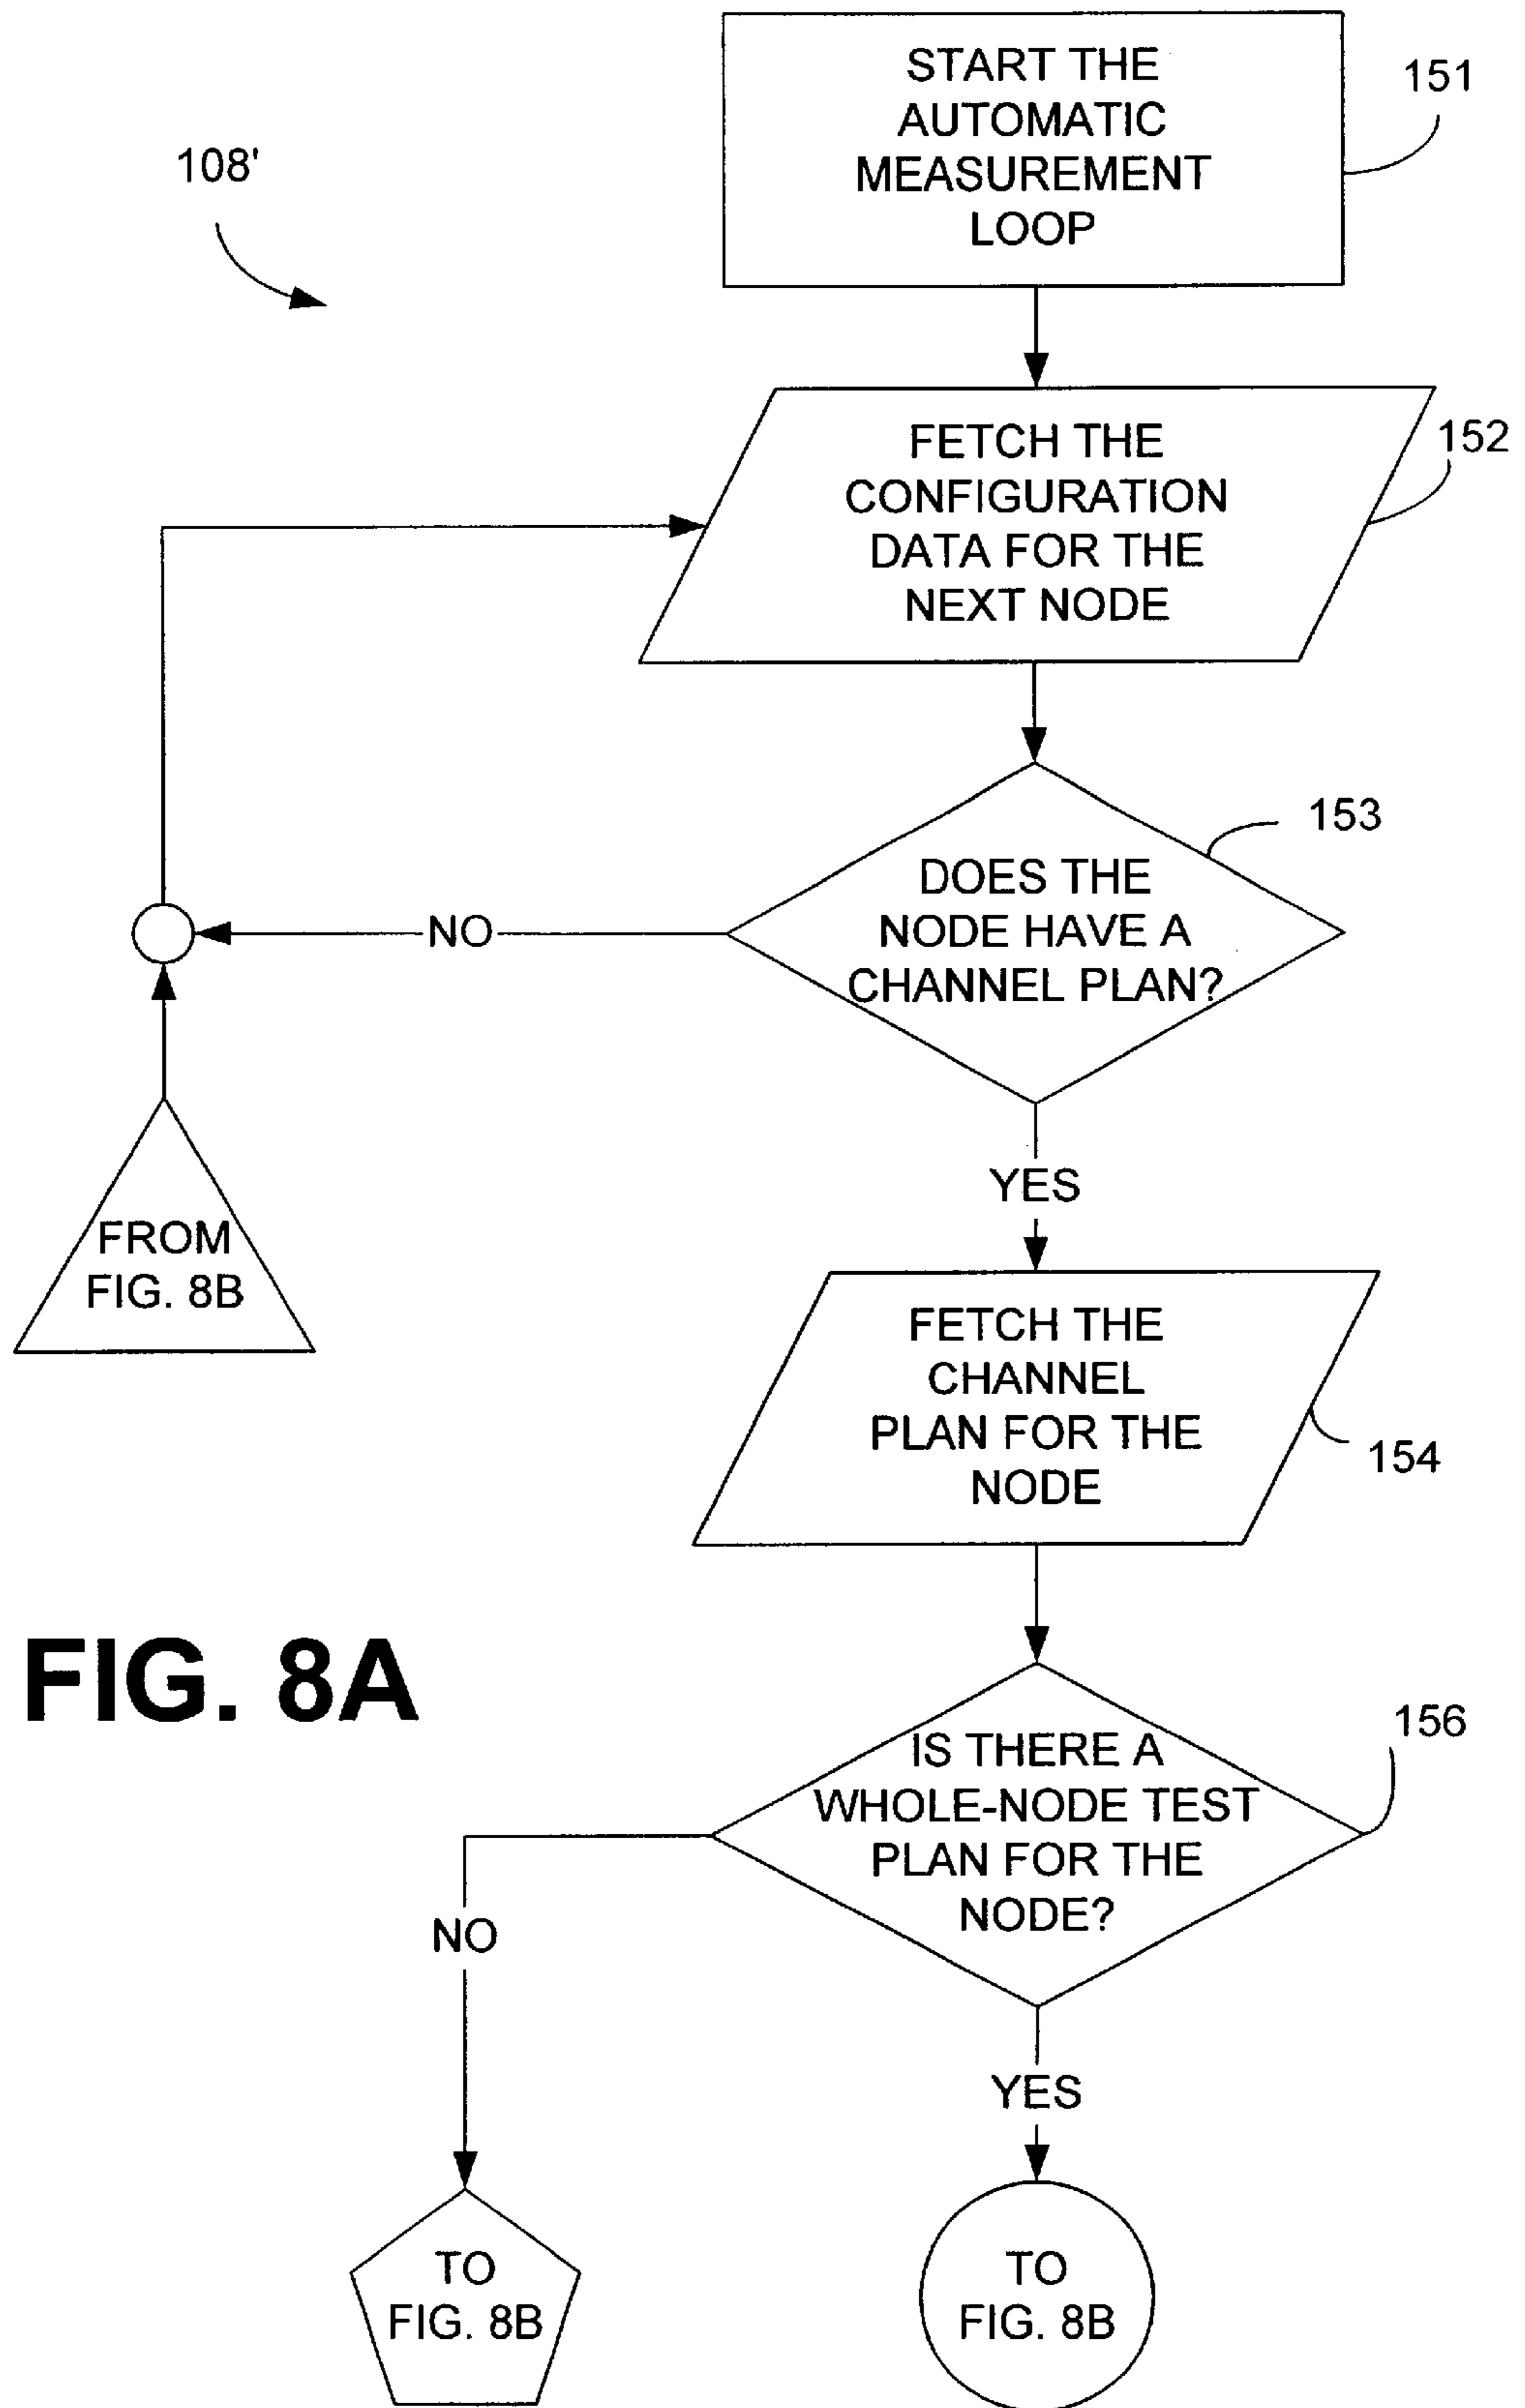 START THE
AUTOMATIC
MEASUREMENT
LOOP
151
108'
FETCH THE
CONFIGURATION
DATA FOR THE
NEXT NODE
152
DOES THE
NODE HAVE A
CHANNEL PLAN?
153
NO
YES
FROM
FIG. 8B
FETCH THE
CHANNEL
PLAN FOR THE
NODE
154
FIG. 8A
IS THERE A
WHOLE-NODE TEST
PLAN FOR THE
NODE?
156
NO
YES
TO
FIG. 8B
TO
FIG. 8B